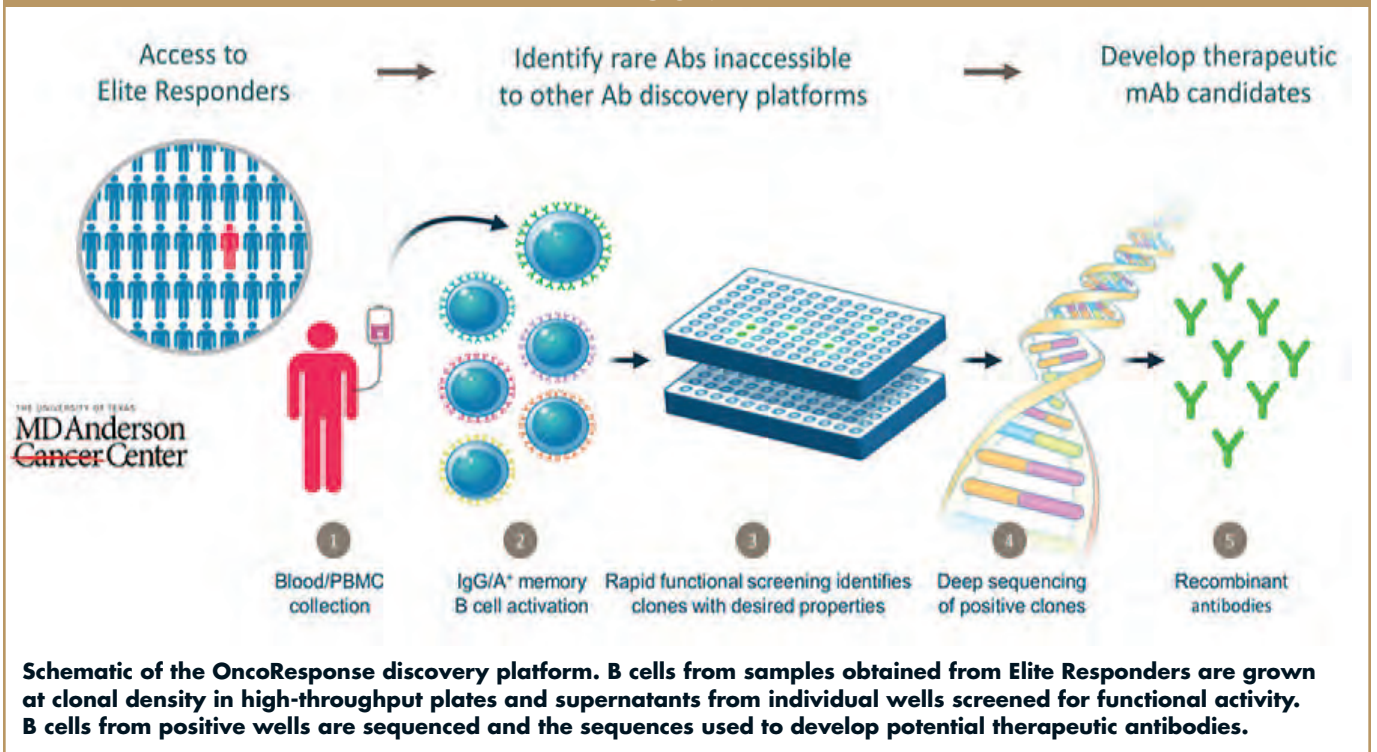 Access to
Elite Responders
Identify rare Abs inaccessible
to other Ab discovery platforms
Develop therapeutic
mAb candidates
THE UNIVERSITY OF TEXAS
MD Anderson
Cancer Center
1
Blood/PBMC
collection
2
IgG/A⁺ memory
B cell activation
3
Rapid functional screening identifies
clones with desired properties
4
Deep sequencing
of positive clones
5
Recombinant
antibodies
Schematic of the OncoResponse discovery platform. B cells from samples obtained from Elite Responders are grown
at clonal density in high-throughput plates and supernatants from individual wells screened for functional activity.
B cells from positive wells are sequenced and the sequences used to develop potential therapeutic antibodies.